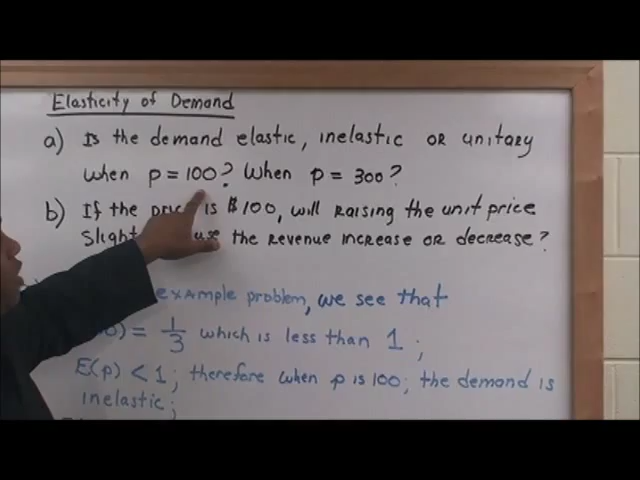 Elasticity of Demand
a) Is the demand elastic, inelastic or unitary
when p = 100? When p = 300?
b) If the price is $100, will raising the unit price
slight use the revenue increase or decrease?
example problem, we see that
) = 1/3 which is less than 1;
E(p) < 1; therefore when p is 100; the demand is
inelastic;